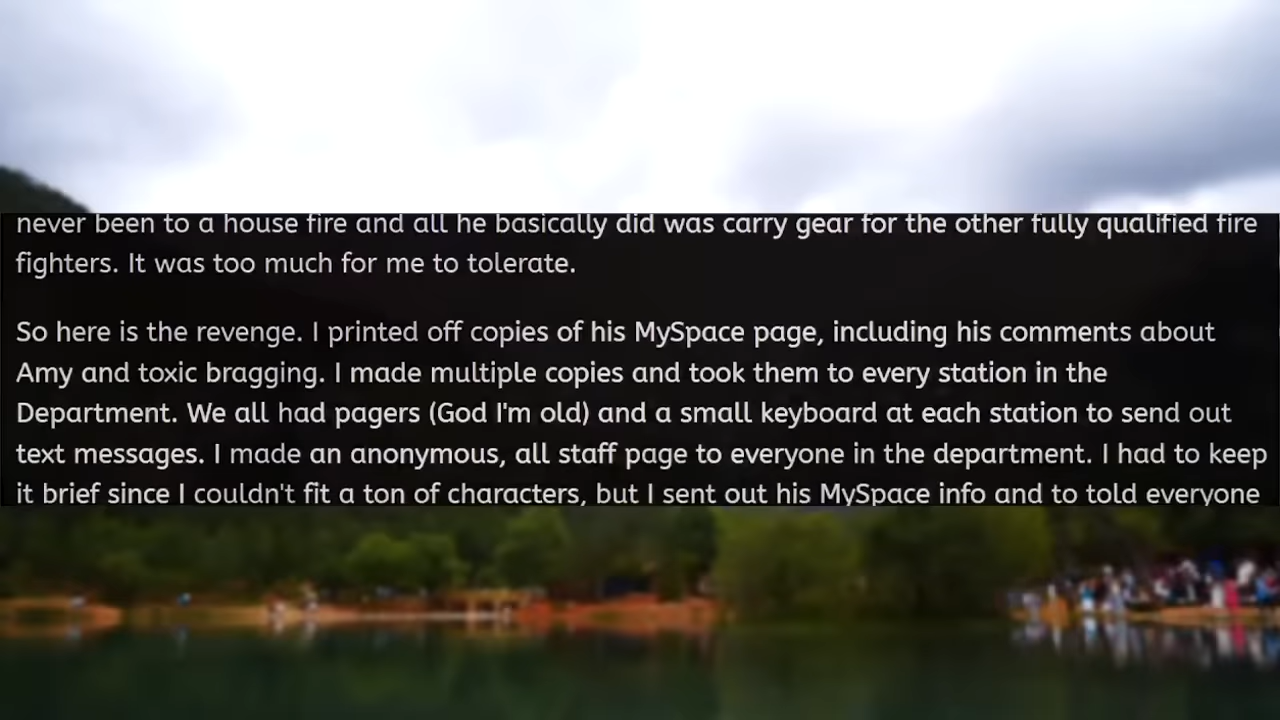 never been to a house fire and all he basically did was carry gear for the other fully qualified fire
fighters. It was too much for me to tolerate.
So here is the revenge. I printed off copies of his MySpace page, including his comments about
Amy and toxic bragging. I made multiple copies and took them to every station in the
Department. We all had pagers (God I'm old) and a small keyboard at each station to send out
text messages. I made an anonymous, all staff page to everyone in the department. I had to keep
it brief since I couldn't fit a ton of characters, but I sent out his MySpace info and to told everyone